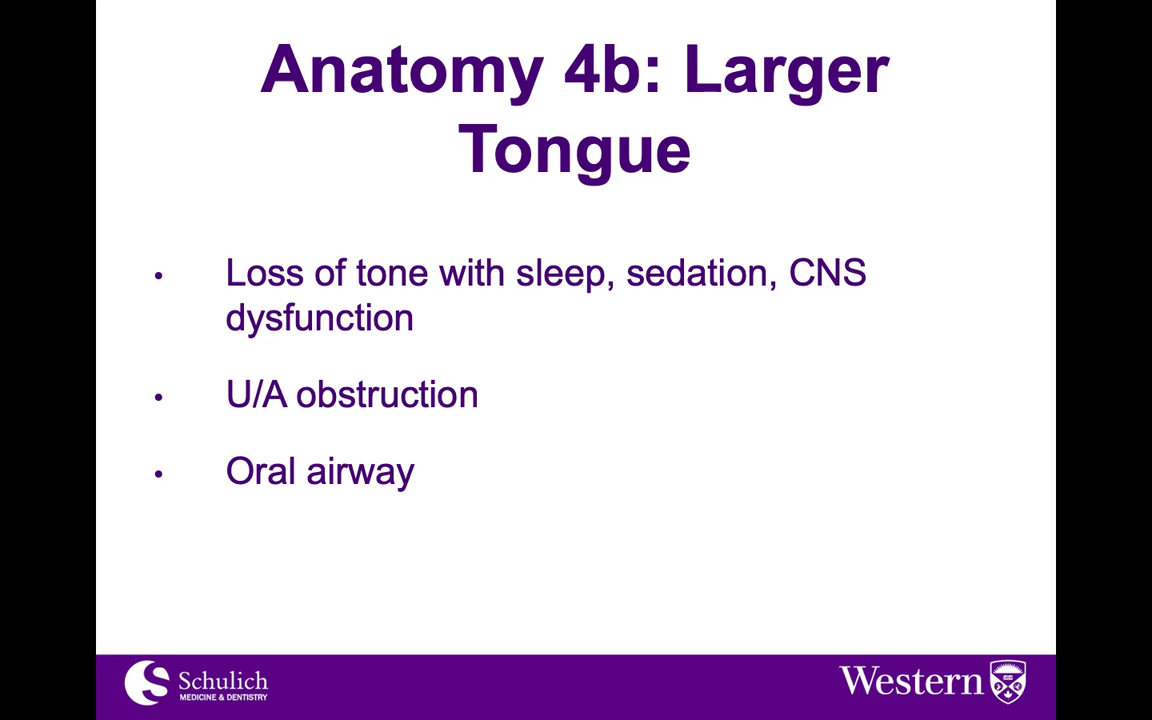 Anatomy 4b: Larger
Tongue
• Loss of tone with sleep, sedation, CNS
dysfunction
• U/A obstruction
• Oral airway
Schulich
MEDICINE & DENTISTRY
Western